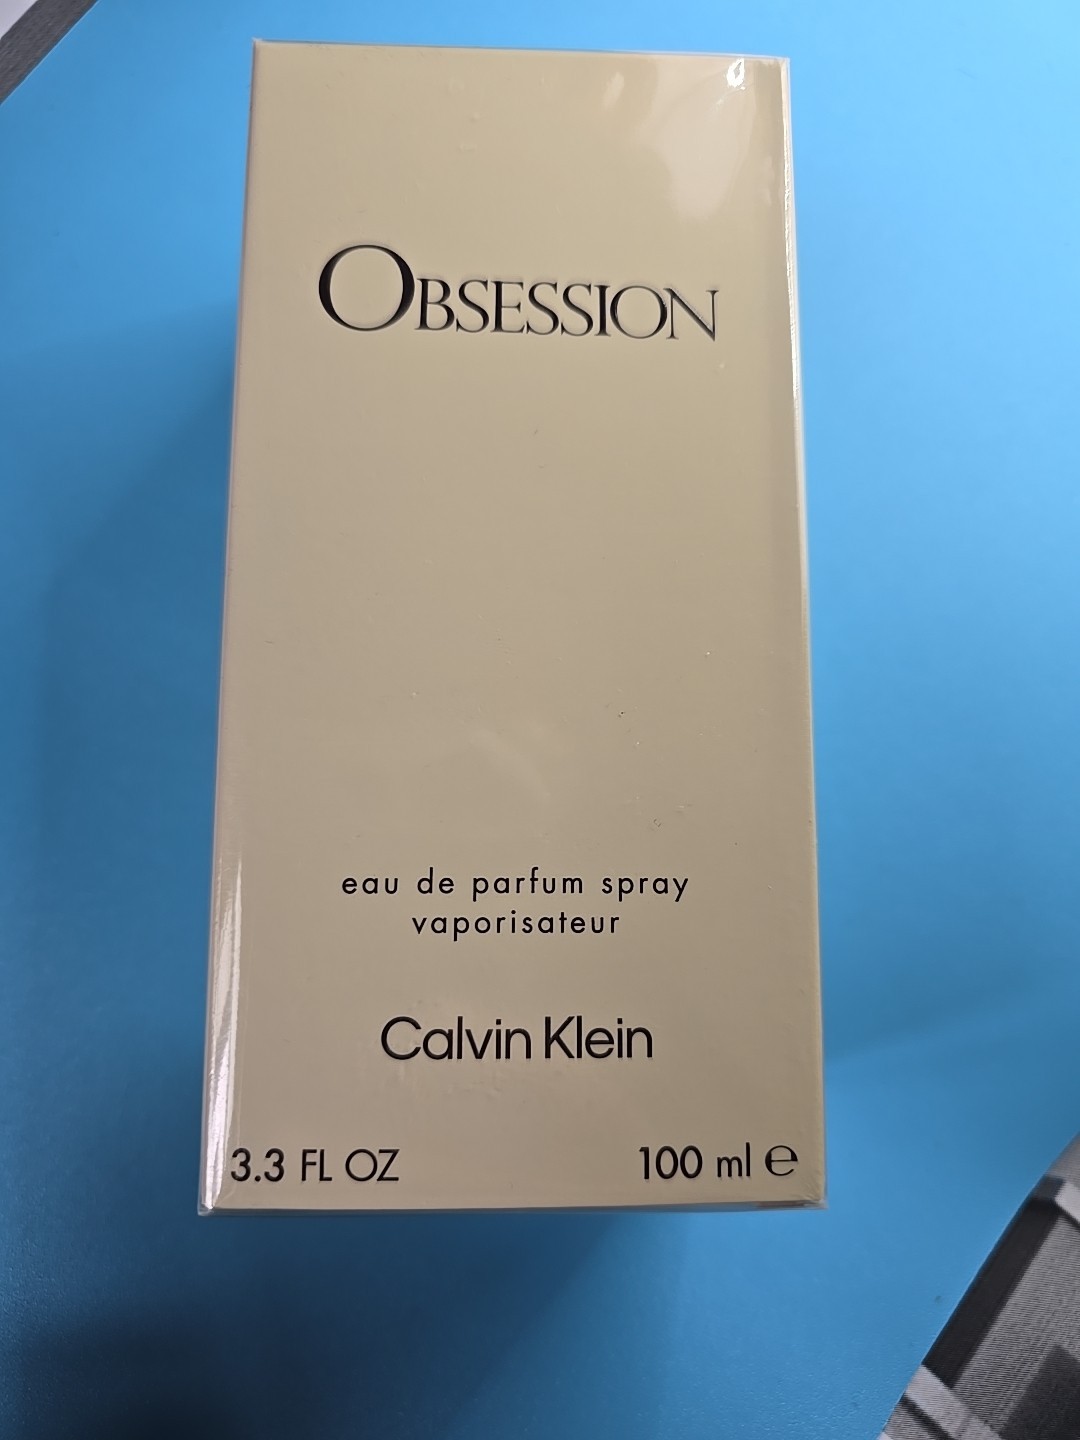 OBSESSION
eau de parfum spray
vaporisateur
Calvin Klein
3.3 FL OZ 100 ml ℮